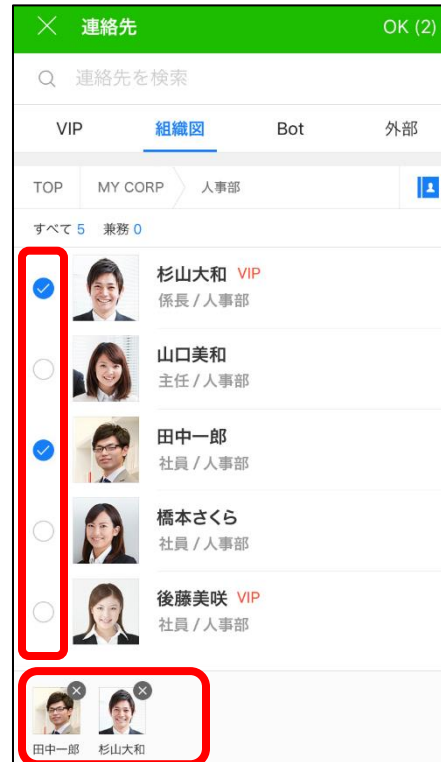 連絡先 OK (2)
連絡先を検索
VIP 組織図 Bot 外部
TOP MY CORP 人事部
すべて 5 兼務 0
杉山大和 VIP
係長 / 人事部
山口美和
主任 / 人事部
田中一郎
社員 / 人事部
橋本さくら
社員 / 人事部
後藤美咲 VIP
社員 / 人事部
田中一郎 杉山大和